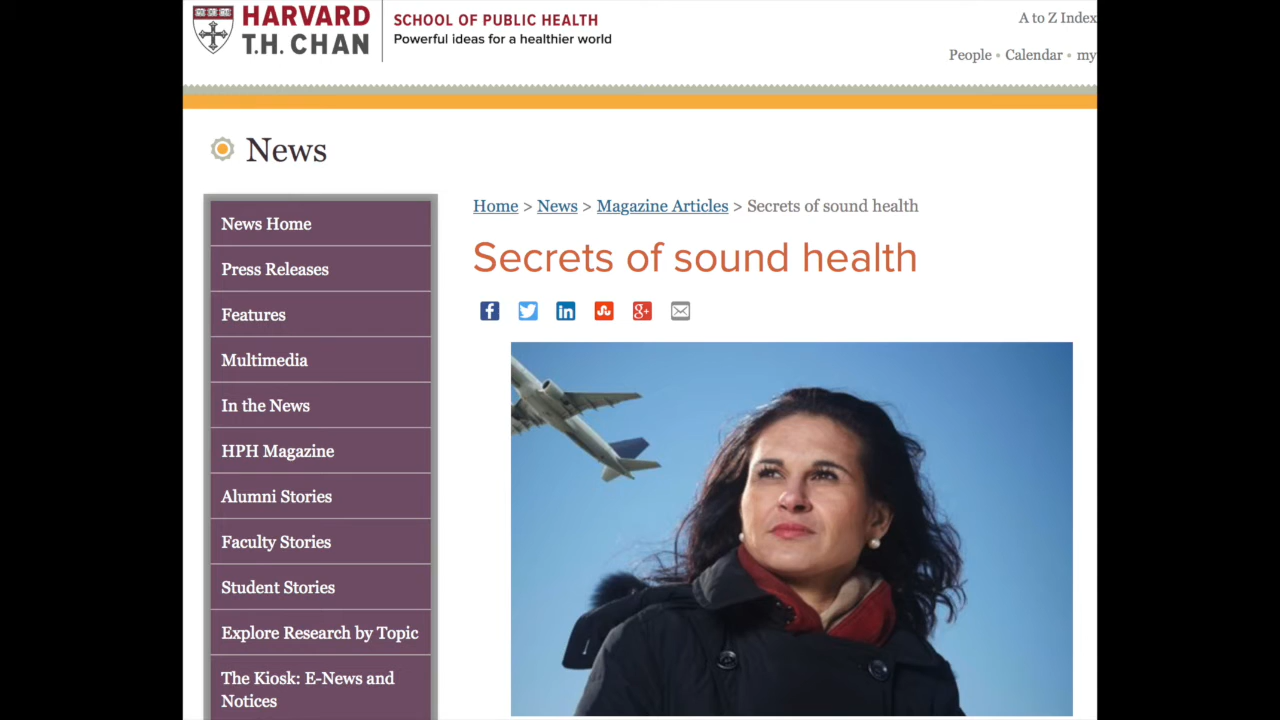 HARVARD
T.H. CHAN
SCHOOL OF PUBLIC HEALTH
Powerful ideas for a healthier world
A to Z Index
People • Calendar • my
News
News Home
Press Releases
Features
Multimedia
In the News
HPH Magazine
Alumni Stories
Faculty Stories
Student Stories
Explore Research by Topic
The Kiosk: E-News and
Notices
Home > News > Magazine Articles > Secrets of sound health
Secrets of sound health
f
in
g+